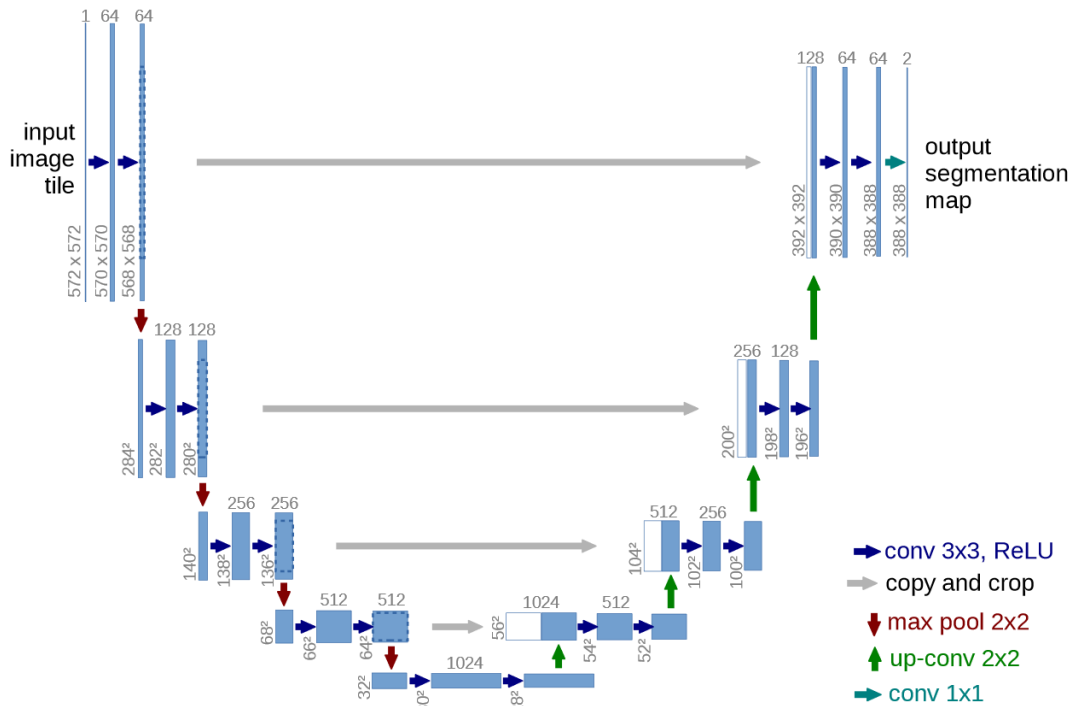 1 64 64
input
image
tile
572 x 572
570 x 570
568 x 568
128 64 64 2
output
segmentation
map
392 x 392
390 x 390
388 x 388
388 x 388
128 128
284²
282²
280²
256 128
200²
198²
196²
256 256
140²
138²
136²
512 256
104²
102²
100²
512 512
68²
66²
64²
1024 512
56²
54²
52²
1024
32²
0²
8²
conv 3x3, ReLU
copy and crop
max pool 2x2
up-conv 2x2
conv 1x1